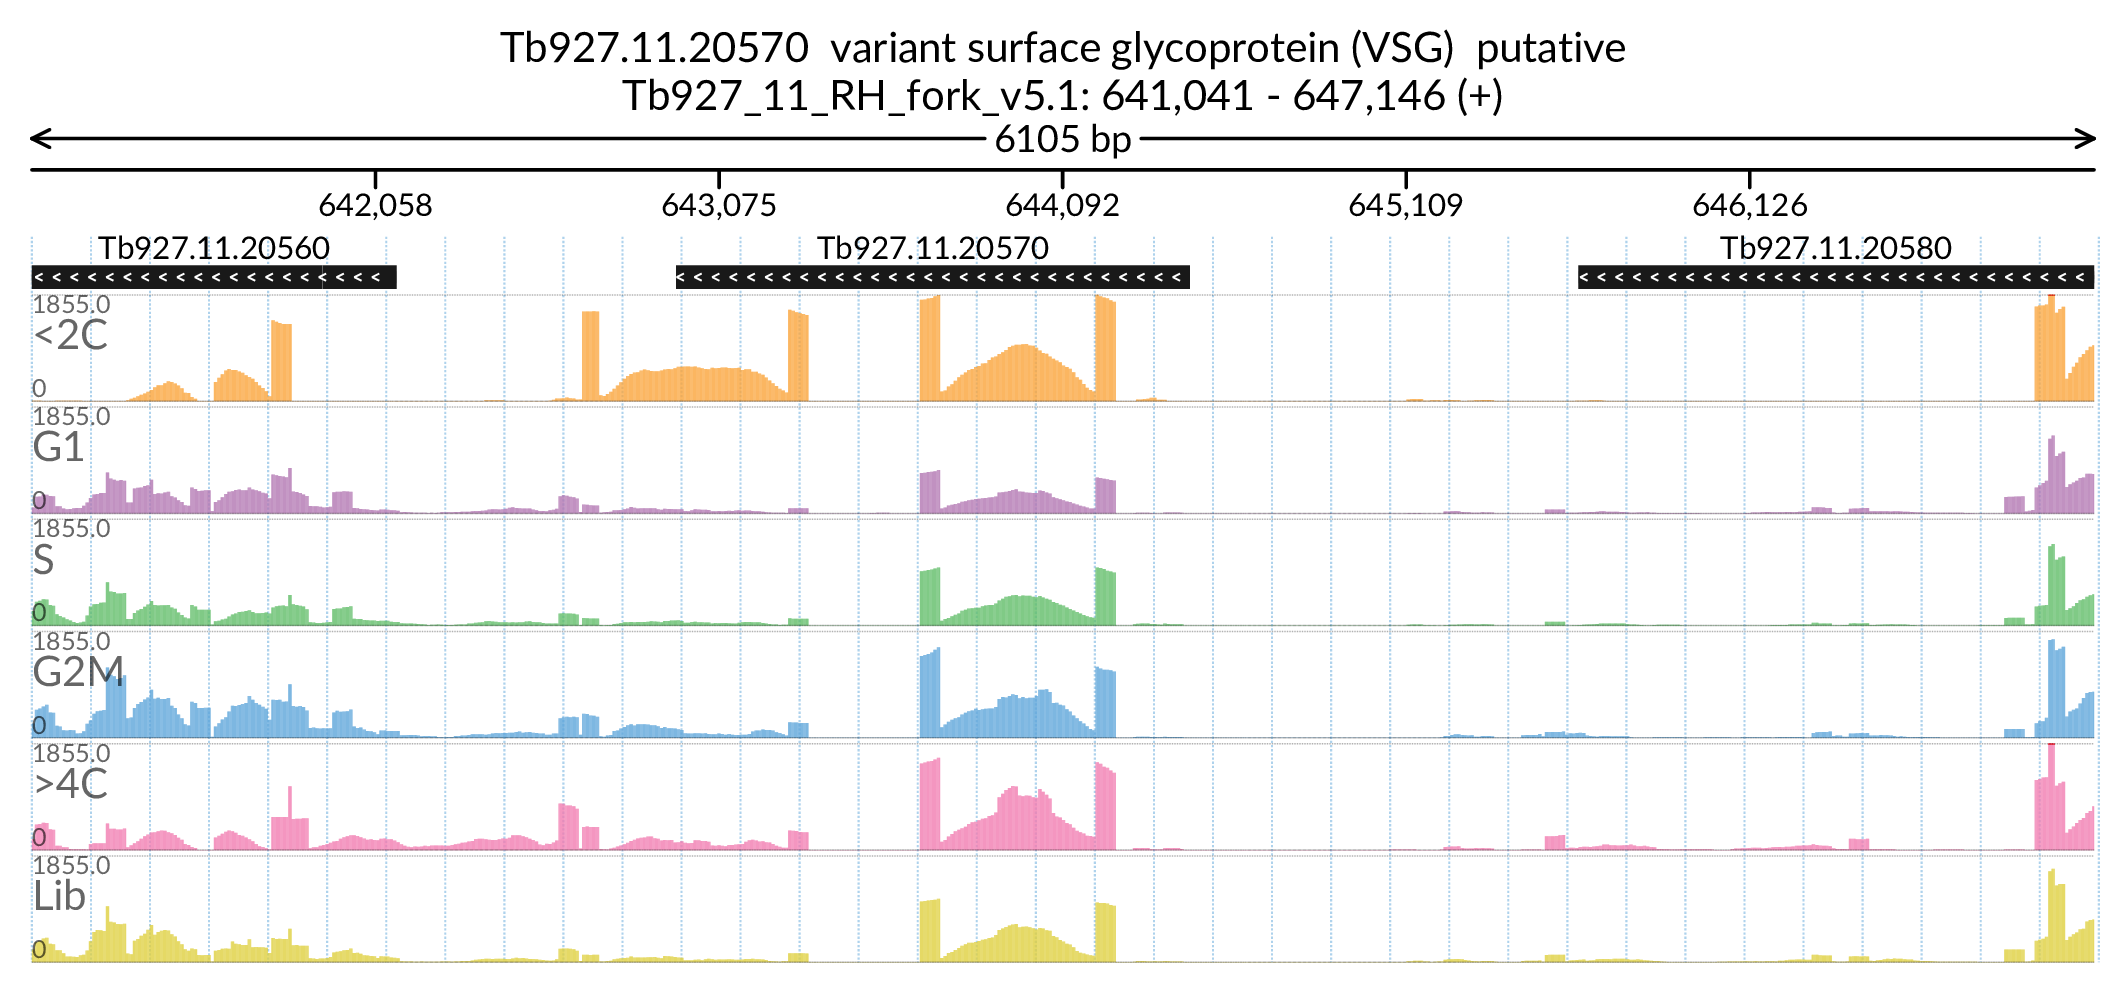 Tb927.11.20570  variant surface glycoprotein (VSG)  putative
Tb927_11_RH_fork_v5.1: 641,041 - 647,146 (+)
6105 bp
642,058 643,075 644,092 645,109 646,126
Tb927.11.20560 Tb927.11.20570 Tb927.11.20580
1855.0
<2C
0
1855.0
G1
0
1855.0
S
0
1855.0
G2M
0
1855.0
>4C
0
1855.0
Lib
0